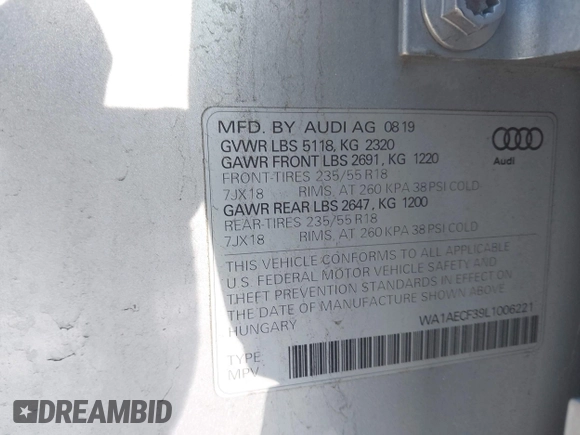 MFD. BY AUDI AG 08 19
GVWR LBS 5118, KG 2320
GAWR FRONT LBS 2691, KG 1220
FRONT-TIRES 235/55 R18
7JX18 RIMS, AT 260 KPA 38 PSI COLD
GAWR REAR LBS 2647, KG 1200
REAR-TIRES 235/55 R18
7JX18 RIMS, AT 260 KPA 38 PSI COLD
Audi
THIS VEHICLE CONFORMS TO ALL APPLICABLE
U.S. FEDERAL MOTOR VEHICLE SAFETY AND
THEFT PREVENTION STANDARDS IN EFFECT ON
THE DATE OF MANUFACTURE SHOWN ABOVE.
HUNGARY
WA1AECF39L1006221
TYPE:
MPV
DREAMBID